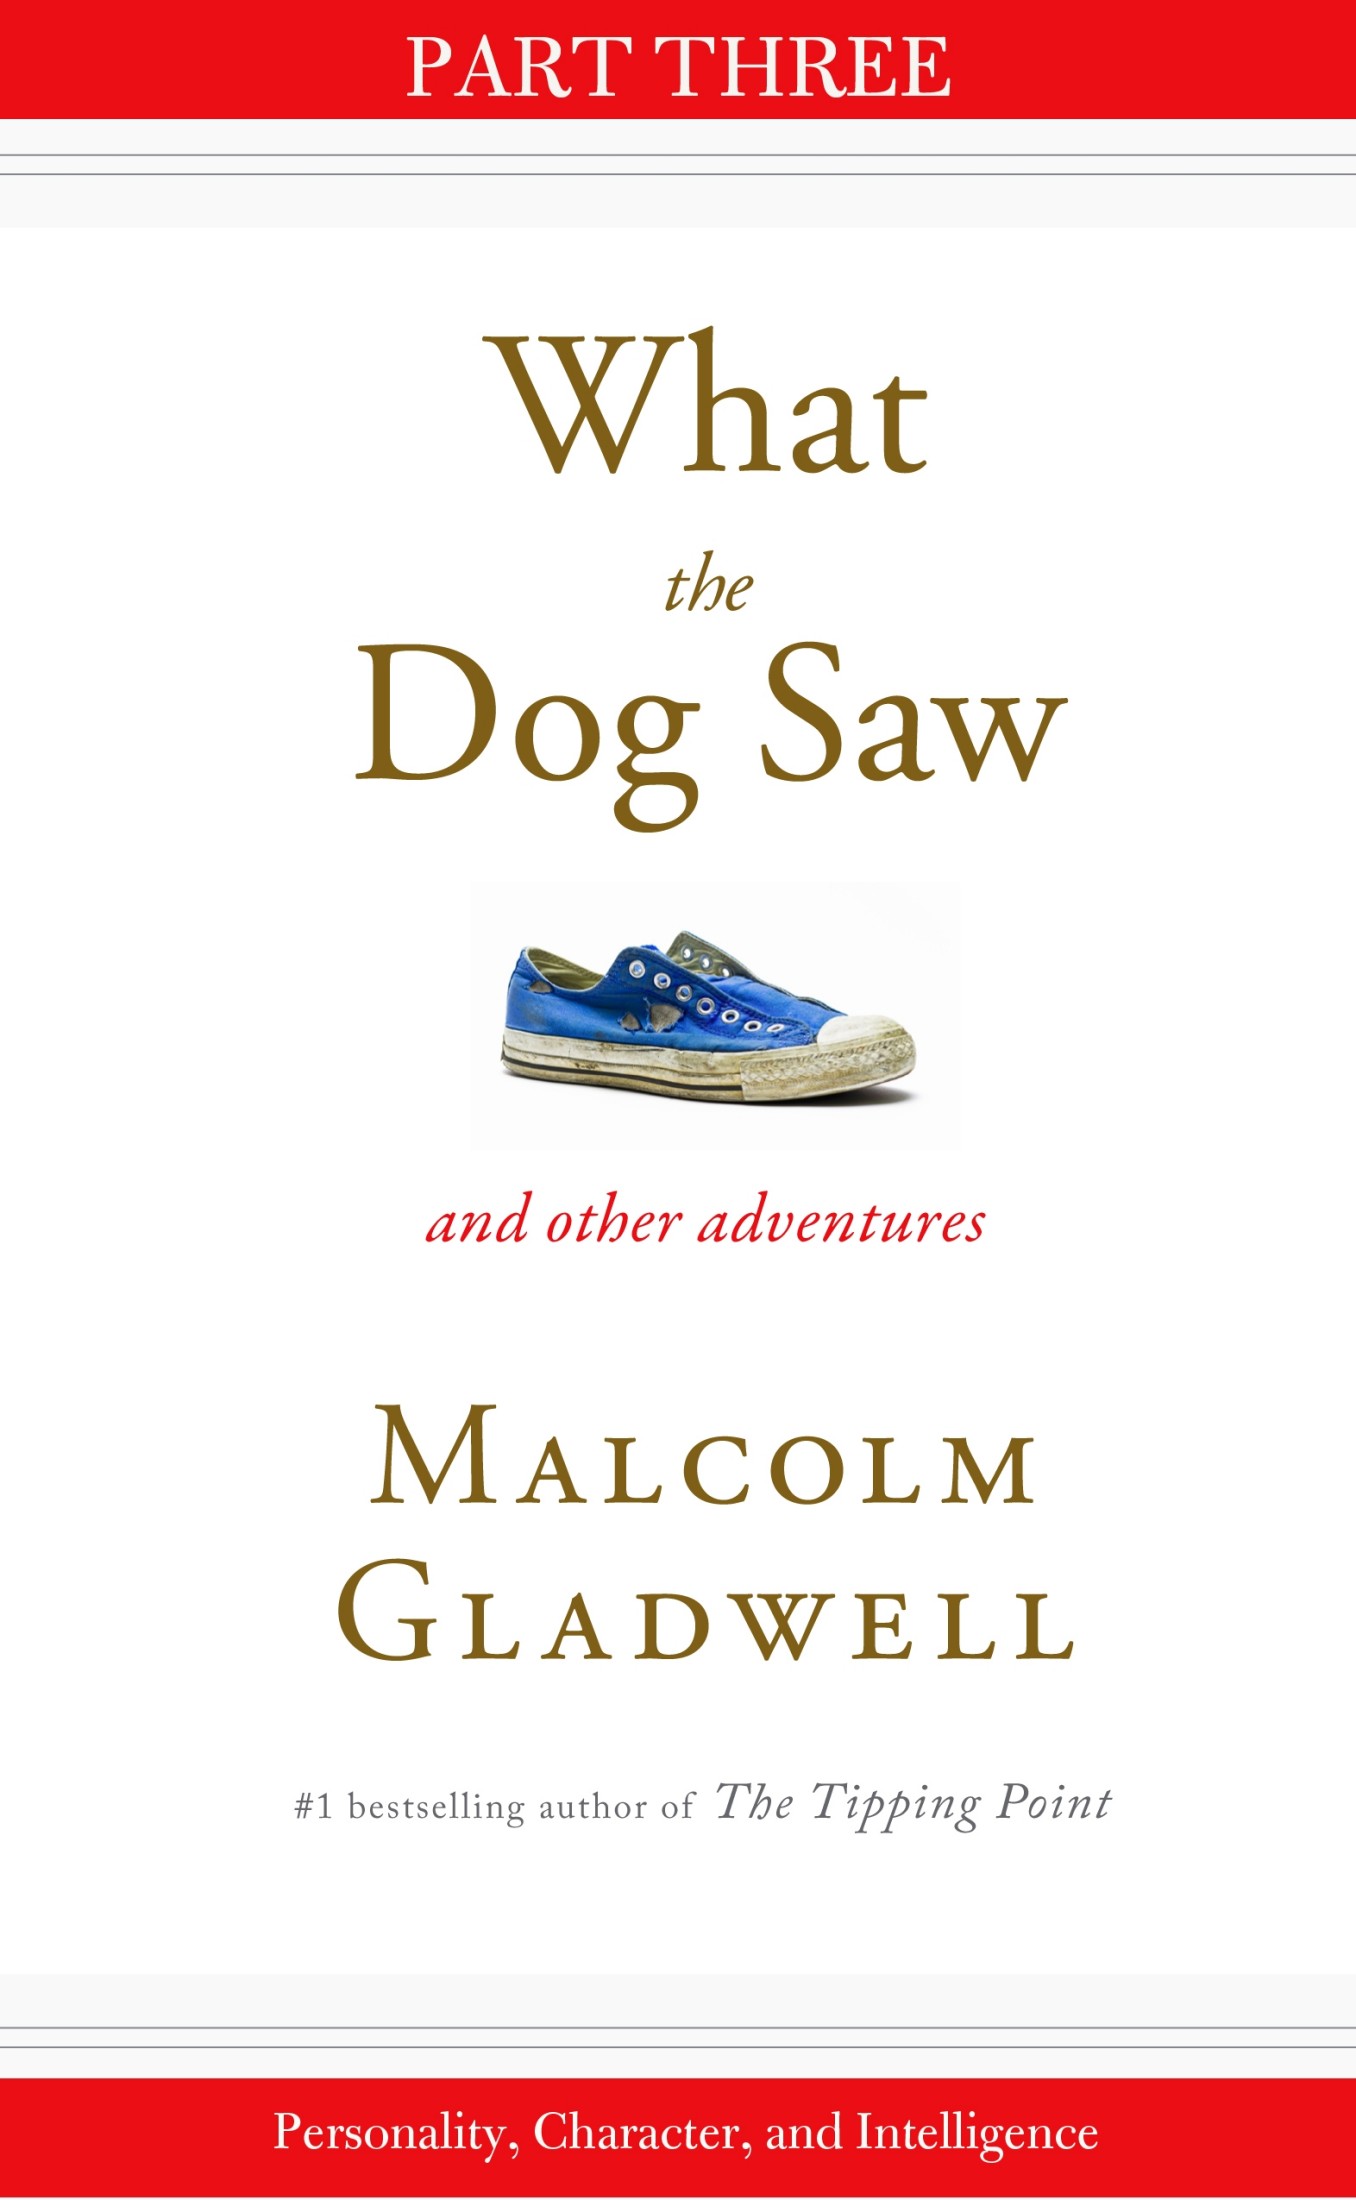 PART THREE
What
the
Dog Saw
and other adventures
MALCOLM
GLADWELL
#1 bestselling author of The Tipping Point
Personality, Character, and Intelligence